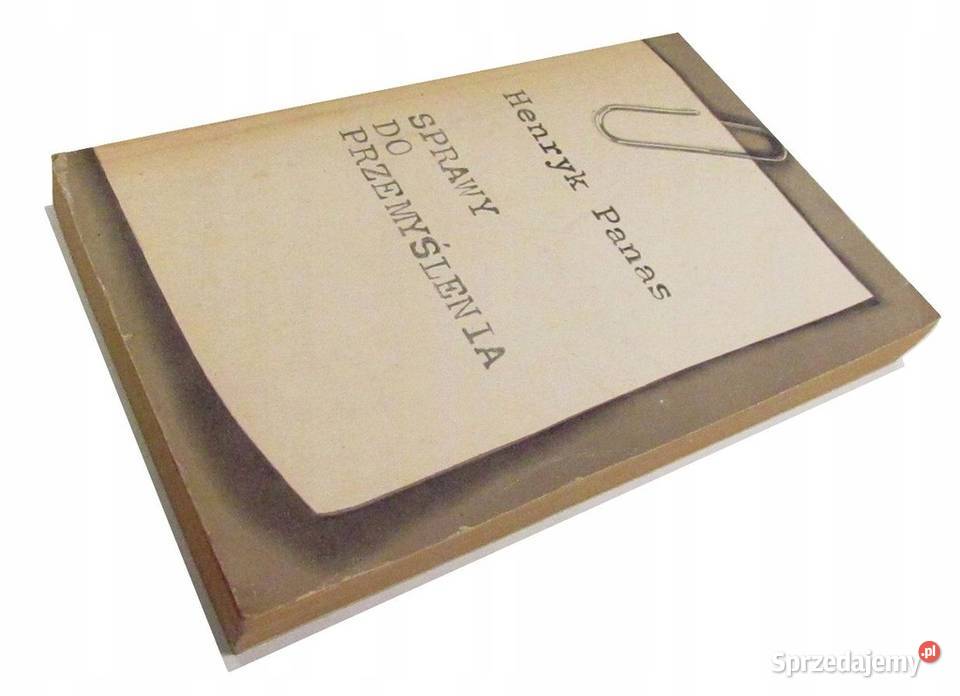 Henryk Panas
SPRAWY
DO
PRZEMYŚLENIA
Sprzedajemy.pl